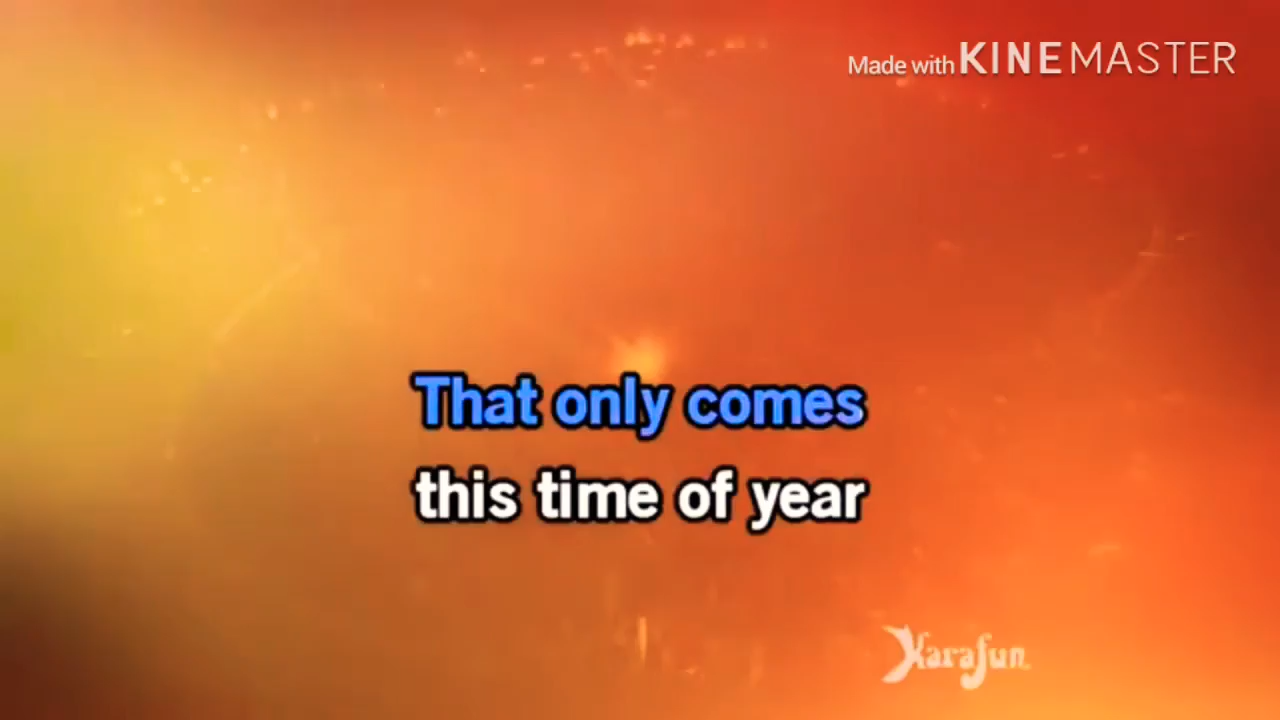 Made with KINEMASTER
That only comes
this time of year
Karafun